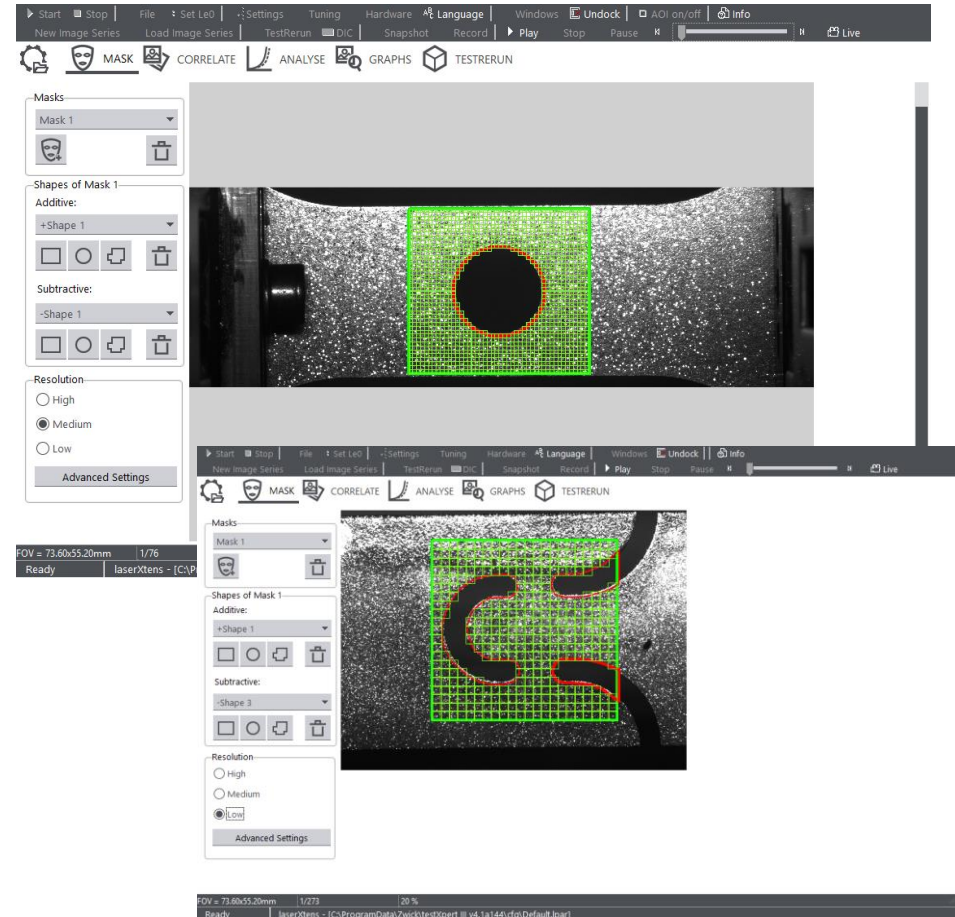 Start Stop File Set Le0 Settings Tuning Hardware Language Windows Undock AOI on/off Info
New Image Series Load Image Series TestRerun DIC Snapshot Record Play Stop Pause Live
MASK CORRELATE ANALYSE GRAPHS TESTRERUN
Masks
Mask 1
Shapes of Mask 1
Additive:
+Shape 1
Subtractive:
-Shape 1
Resolution
High
Medium
Low
Advanced Settings
FOV = 73.60x55.20mm 1/76
Ready laserXtens - [C:\P
Start Stop File Set Le0 Settings Tuning Hardware Language Windows Undock Info
New Image Series Load Image Series TestRerun DIC Snapshot Record Play Stop Pause Live
MASK CORRELATE ANALYSE GRAPHS TESTRERUN
Masks
Mask 1
Shapes of Mask 1
Additive:
+Shape 1
Subtractive:
-Shape 3
Resolution
High
Medium
Low
Advanced Settings
FOV = 73.60x55.20mm 1/273 20 %
Ready laserXtens - [C:\ProgramData\Zwick\testXpert III v4.1a144\cfg\Default.lpar]